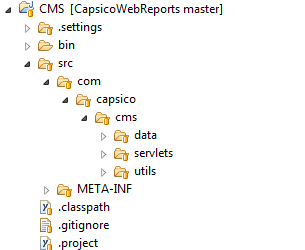 CMS [CapsicoWebReports master]
.settings
bin
src
com
capsico
cms
data
servlets
utils
META-INF
.classpath
.gitignore
.project